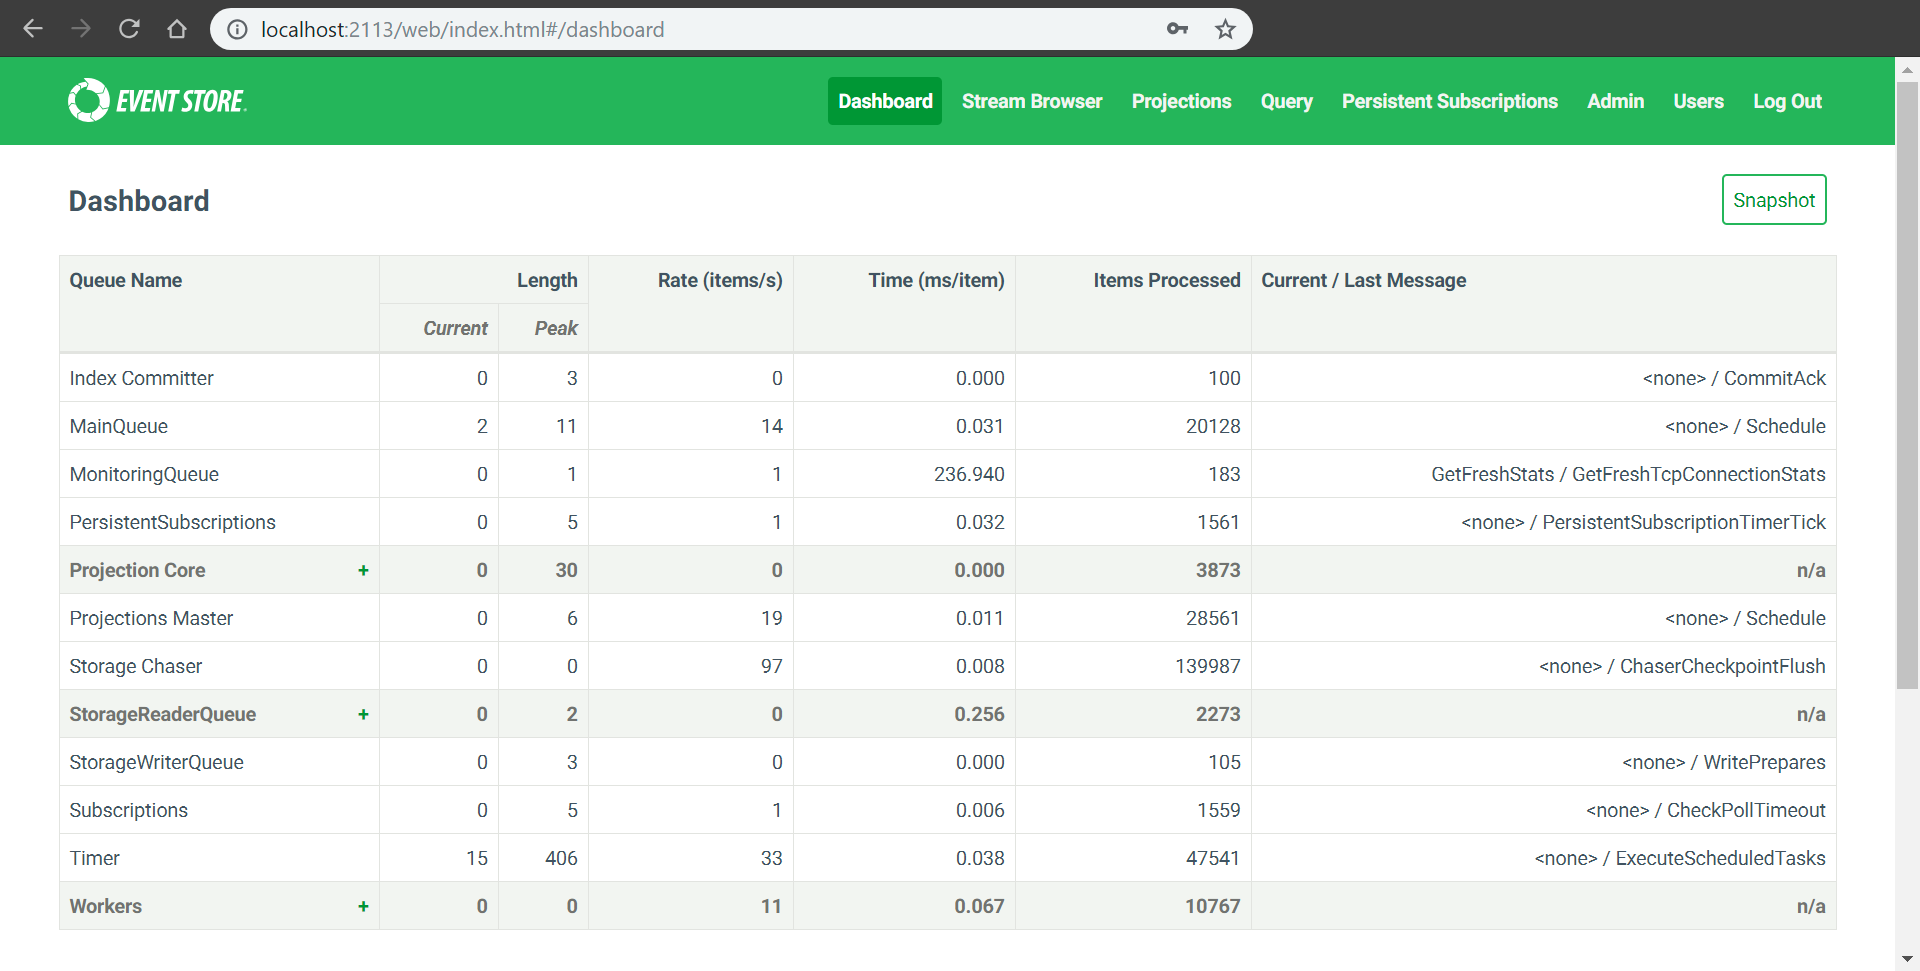 localhost:2113/web/index.html#/dashboard
EVENT STORE.
Dashboard Stream Browser Projections Query Persistent Subscriptions Admin Users Log Out
Dashboard
Snapshot
Queue Name Length Rate (items/s) Time (ms/item) Items Processed Current / Last Message
Current Peak
Index Committer 0 3 0 0.000 100 <none> / CommitAck
MainQueue 2 11 14 0.031 20128 <none> / Schedule
MonitoringQueue 0 1 1 236.940 183 GetFreshStats / GetFreshTcpConnectionStats
PersistentSubscriptions 0 5 1 0.032 1561 <none> / PersistentSubscriptionTimerTick
Projection Core + 0 30 0 0.000 3873 n/a
Projections Master 0 6 19 0.011 28561 <none> / Schedule
Storage Chaser 0 0 97 0.008 139987 <none> / ChaserCheckpointFlush
StorageReaderQueue + 0 2 0 0.256 2273 n/a
StorageWriterQueue 0 3 0 0.000 105 <none> / WritePrepares
Subscriptions 0 5 1 0.006 1559 <none> / CheckPollTimeout
Timer 15 406 33 0.038 47541 <none> / ExecuteScheduledTasks
Workers + 0 0 11 0.067 10767 n/a